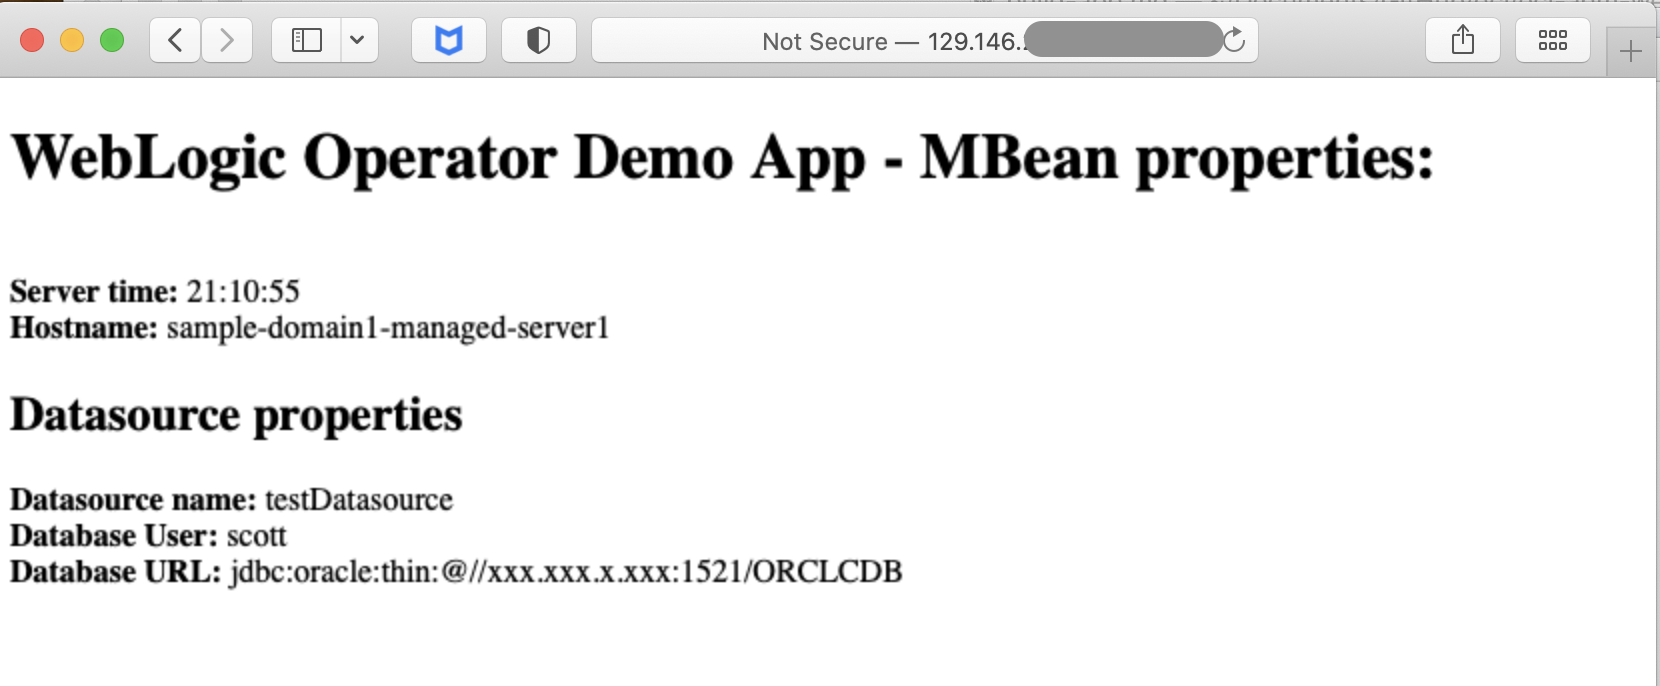 Not Secure — 129.146.
WebLogic Operator Demo App - MBean properties:
Server time: 21:10:55
Hostname: sample-domain1-managed-server1
Datasource properties
Datasource name: testDatasource
Database User: scott
Database URL: jdbc:oracle:thin:@//xxx.xxx.x.xxx:1521/ORCLCDB